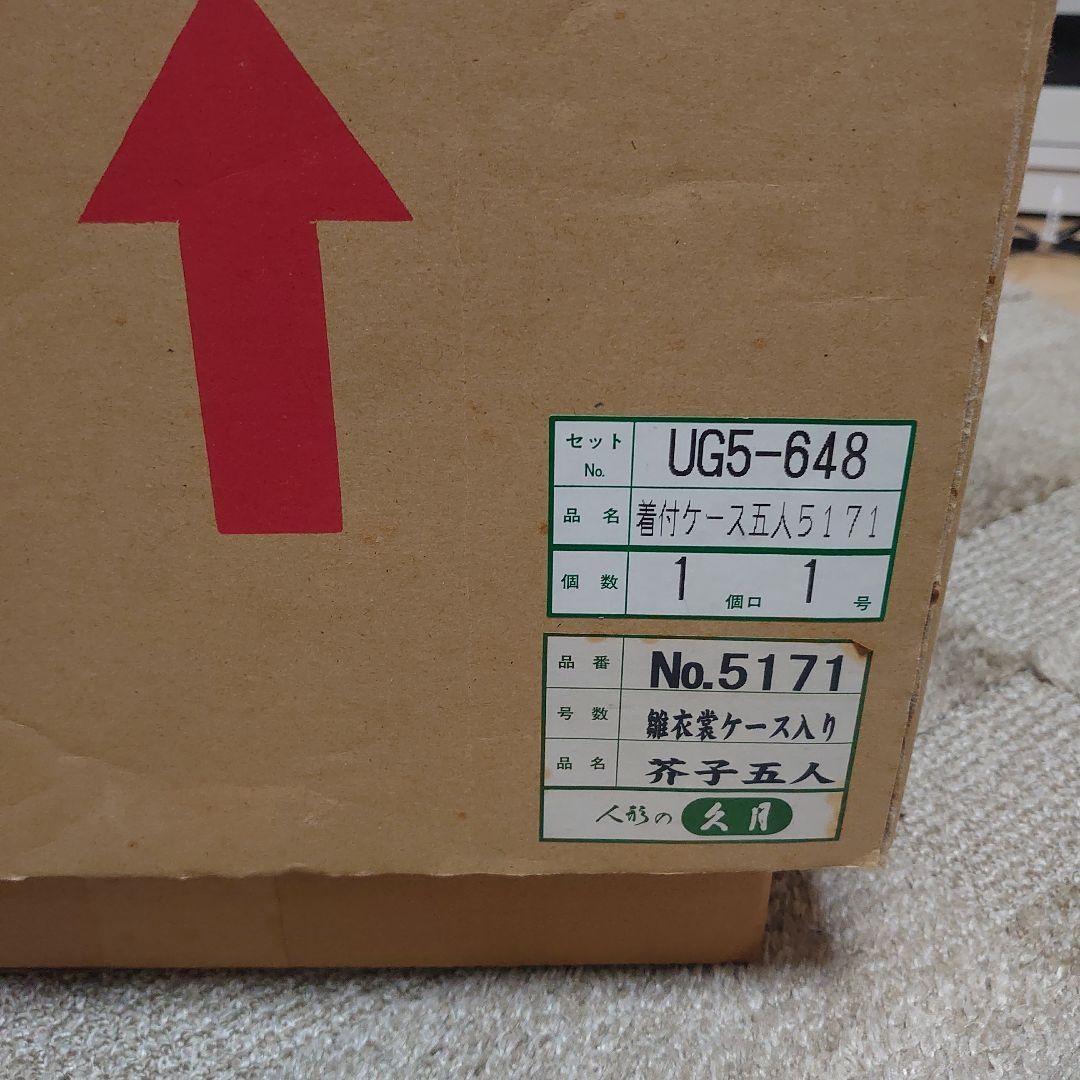 セット No. UG5-648
品名 着付ケース五人5171
個数 1 個口 1 号
品番 No.5171
号数 雛衣裳ケース入り
品名 芥子五人
人形の久月